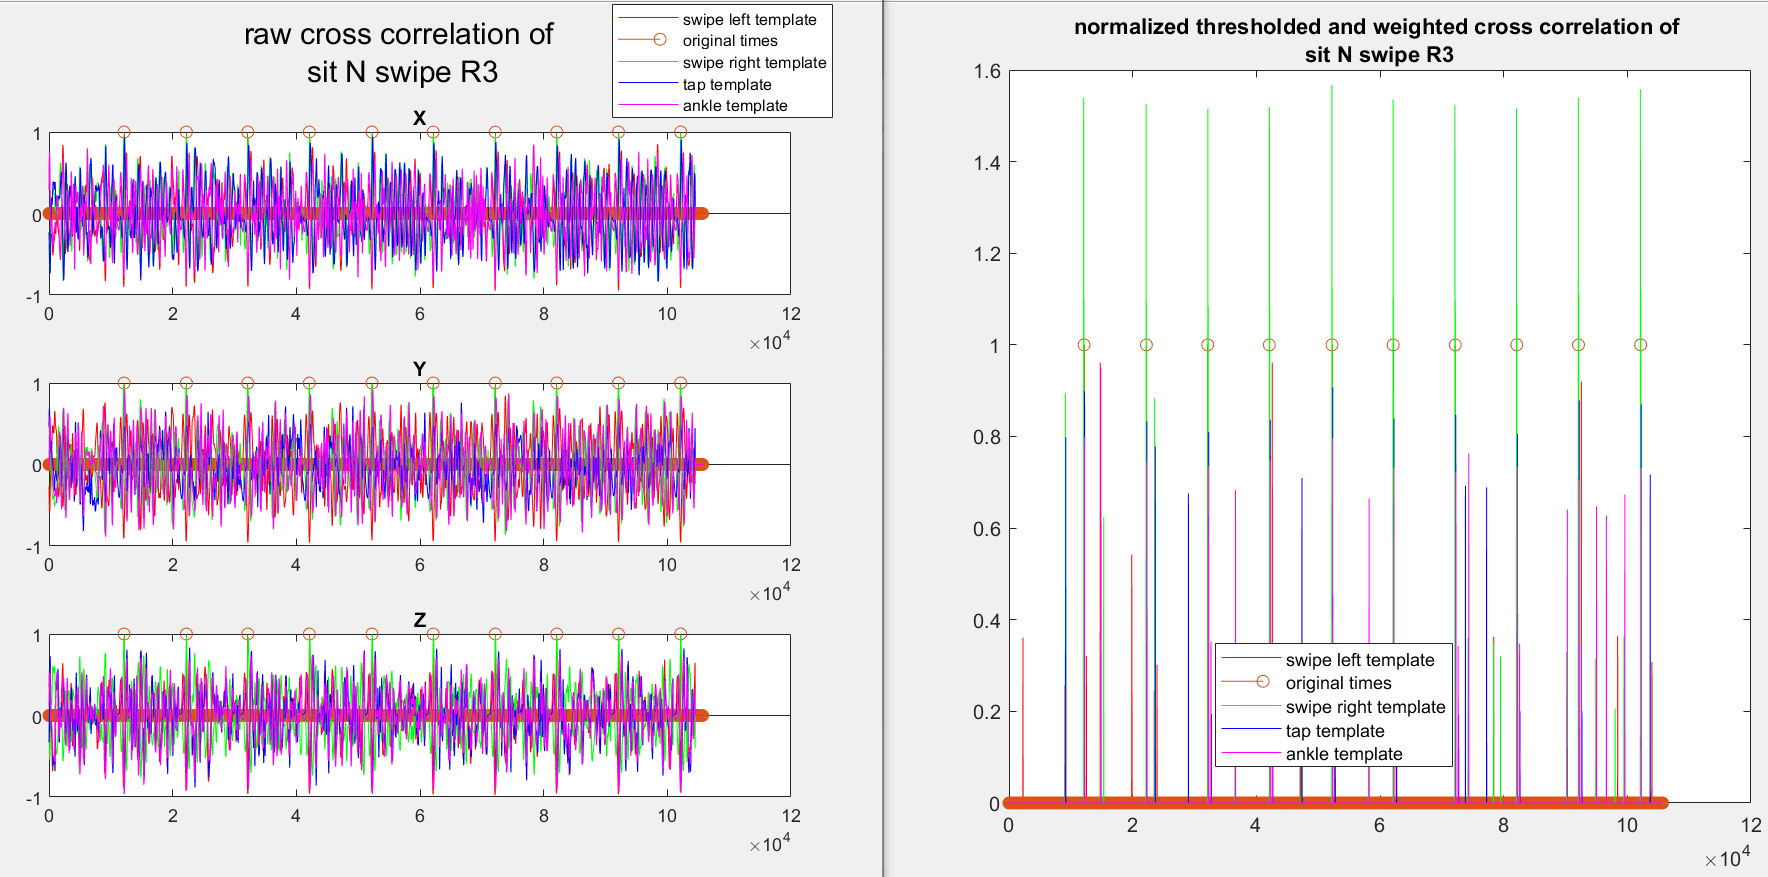 raw cross correlation of
sit N swipe R3
swipe left template
original times
swipe right template
tap template
ankle template
X
1
0
-1
0 2 4 6 8 10 12
×10^4
Y
1
0
-1
0 2 4 6 8 10 12
×10^4
Z
1
0
-1
0 2 4 6 8 10 12
×10^4
normalized thresholded and weighted cross correlation of
sit N swipe R3
1.6
1.4
1.2
1
0.8
0.6
0.4
0.2
0
swipe left template
original times
swipe right template
tap template
ankle template
0 2 4 6 8 10 12
×10^4